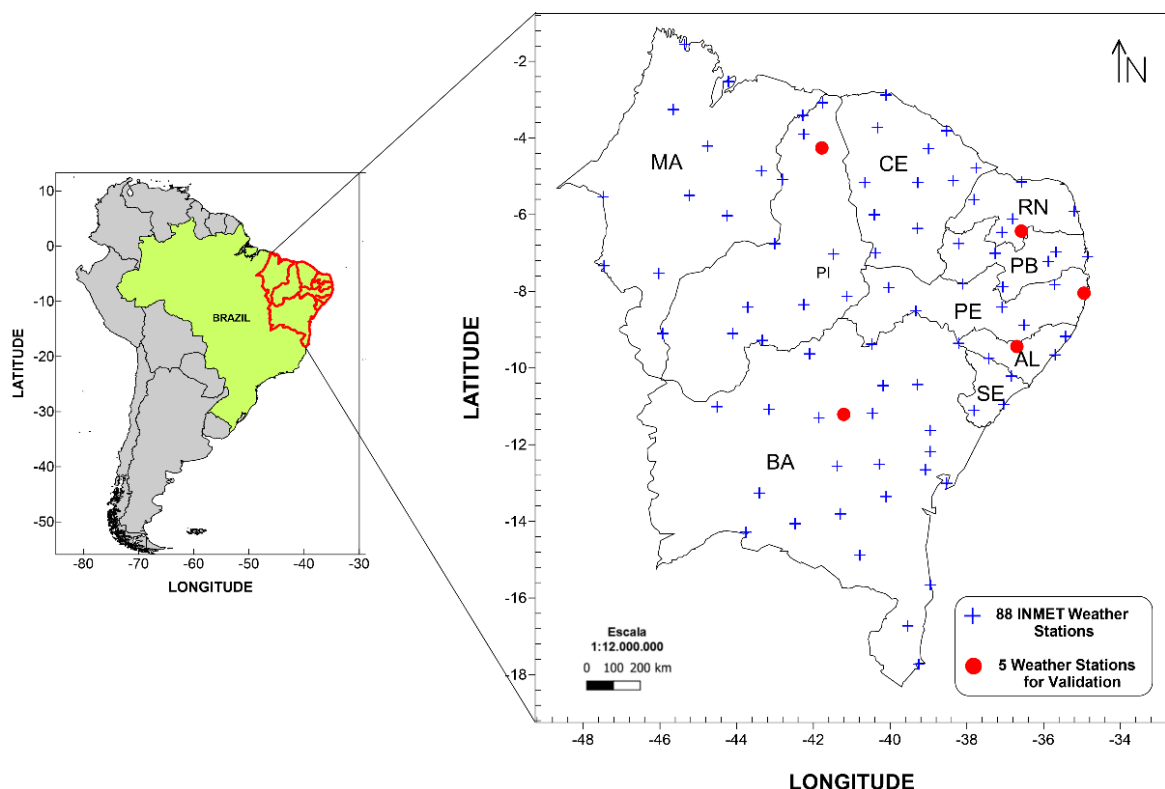 10
0
-10
-20
-30
-40
-50
LATITUDE
BRAZIL
-80
-70
-60
-50
-40
-30
LONGITUDE
-2
-4
-6
-8
-10
-12
-14
-16
-18
LATITUDE
N
MA
CE
RN
PI
PB
PE
AL
SE
BA
Escala
1:12.000.000
0 100 200 km
88 INMET Weather
Stations
5 Weather Stations
for Validation
-48
-46
-44
-42
-40
-38
-36
-34
LONGITUDE